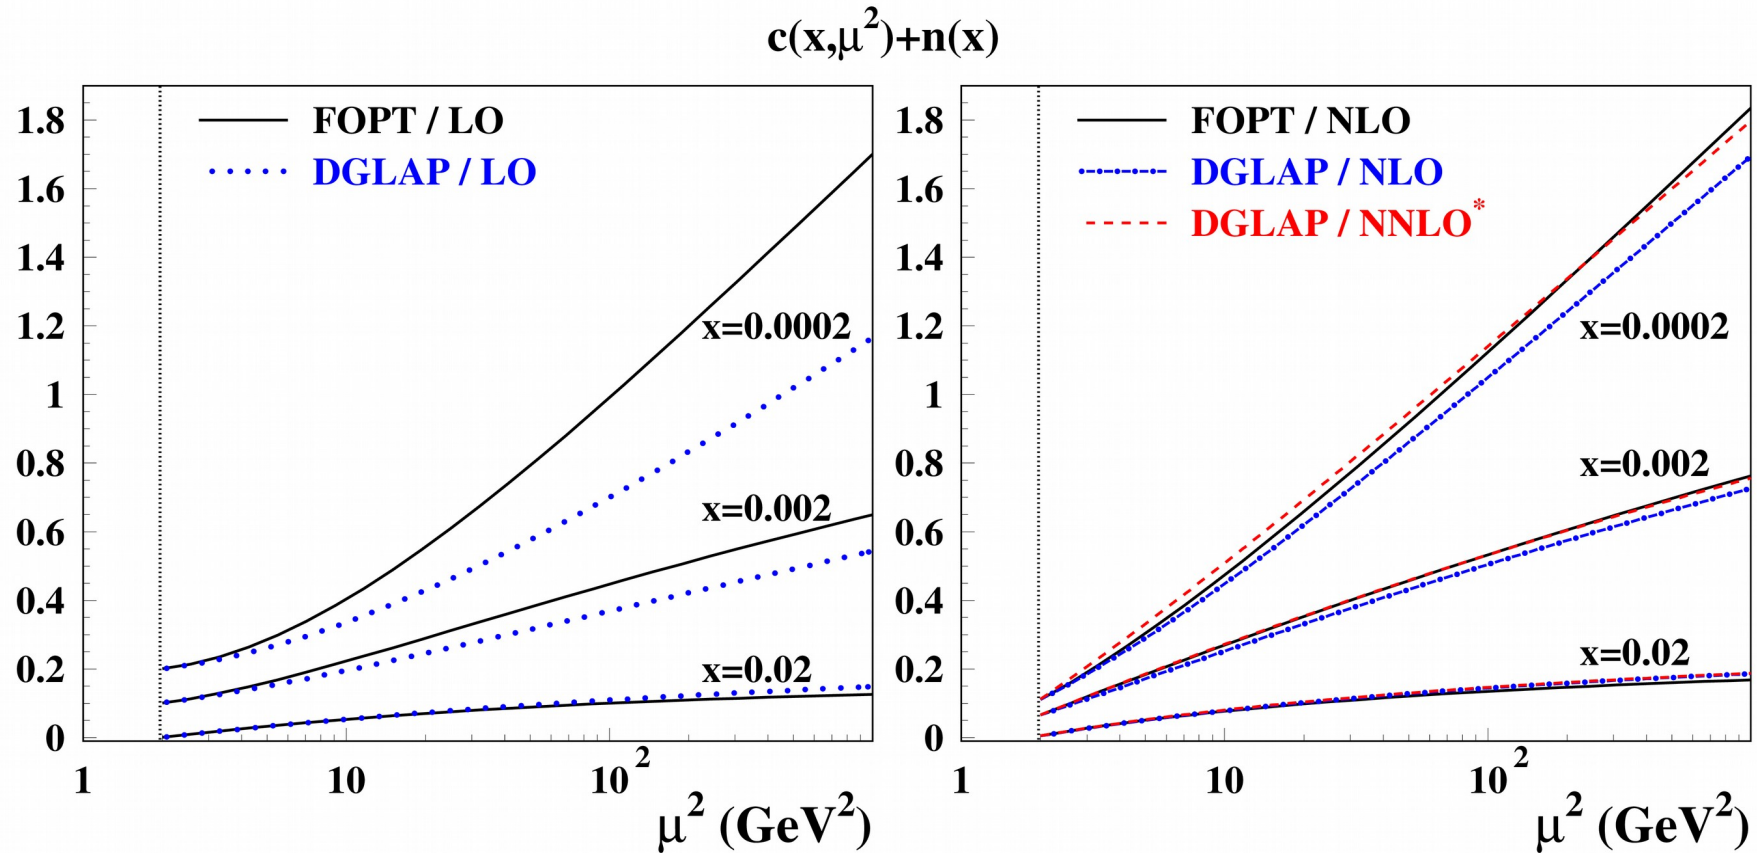 c(x,μ²)+n(x)
1.8
1.6
1.4
1.2
1
0.8
0.6
0.4
0.2
0
FOPT / LO
DGLAP / LO
x=0.0002
x=0.002
x=0.02
1
10
10²
μ² (GeV²)
1.8
1.6
1.4
1.2
1
0.8
0.6
0.4
0.2
0
FOPT / NLO
DGLAP / NLO
DGLAP / NNLO*
x=0.0002
x=0.002
x=0.02
1
10
10²
μ² (GeV²)